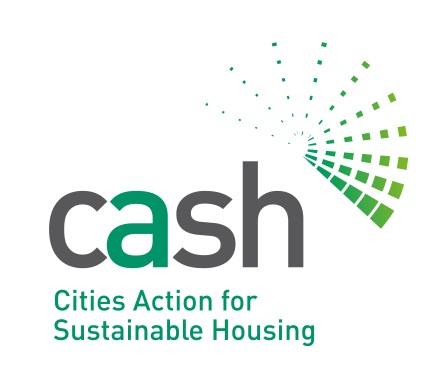 cash
Cities Action for
Sustainable Housing